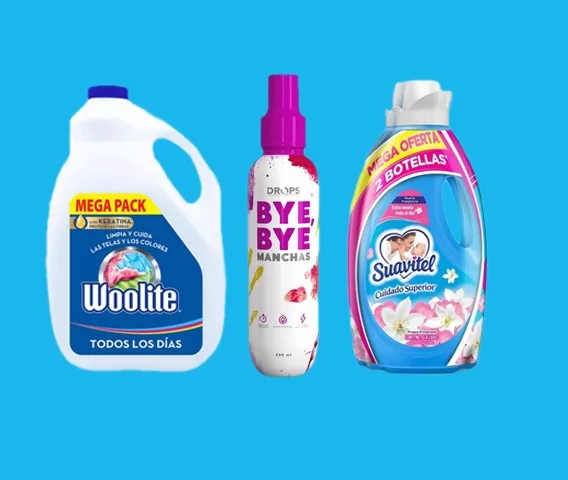 MEGA PACK
CON KERATINA
LIMPIA Y CUIDA
LAS TELAS Y LOS COLORES
Woolite
TODOS LOS DÍAS
DROPS
BYE,
BYE
MANCHAS
MEGA OFERTA
2 BOTELLAS
Suavitel
Cuidado Superior